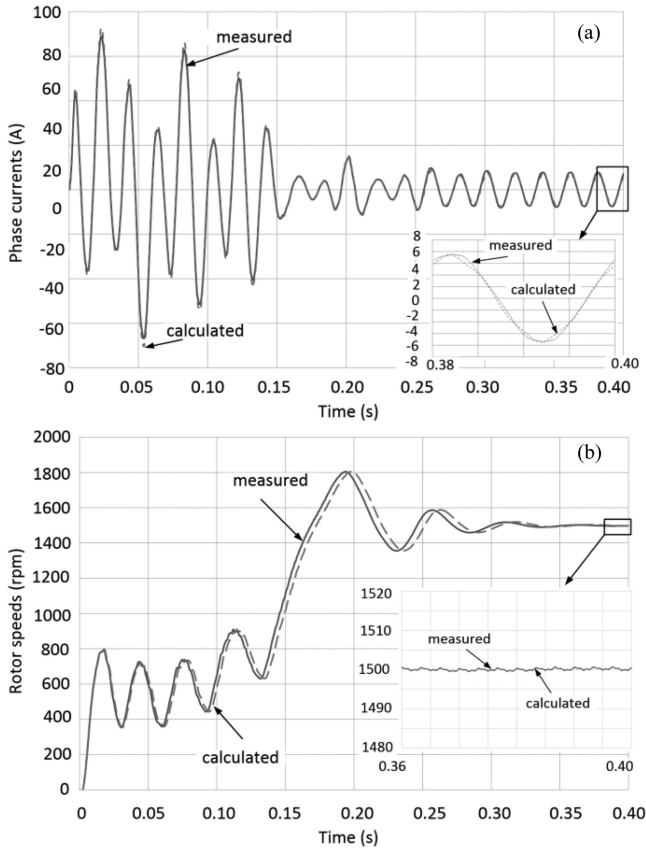 (a)
Phase currents (A)
100
80
60
40
20
0
-20
-40
-60
-80
measured
calculated
0 0.05 0.10 0.15 0.20 0.25 0.30 0.35 0.40
Time (s)
8
6
4
2
0
-2
-4
-6
-8
measured
calculated
0.38 0.40
(b)
Rotor speeds (rpm)
2000
1800
1600
1400
1200
1000
800
600
400
200
0
measured
calculated
0 0.05 0.10 0.15 0.20 0.25 0.30 0.35 0.40
Time (s)
1520
1510
1500
1490
1480
measured
calculated
0.36 0.40